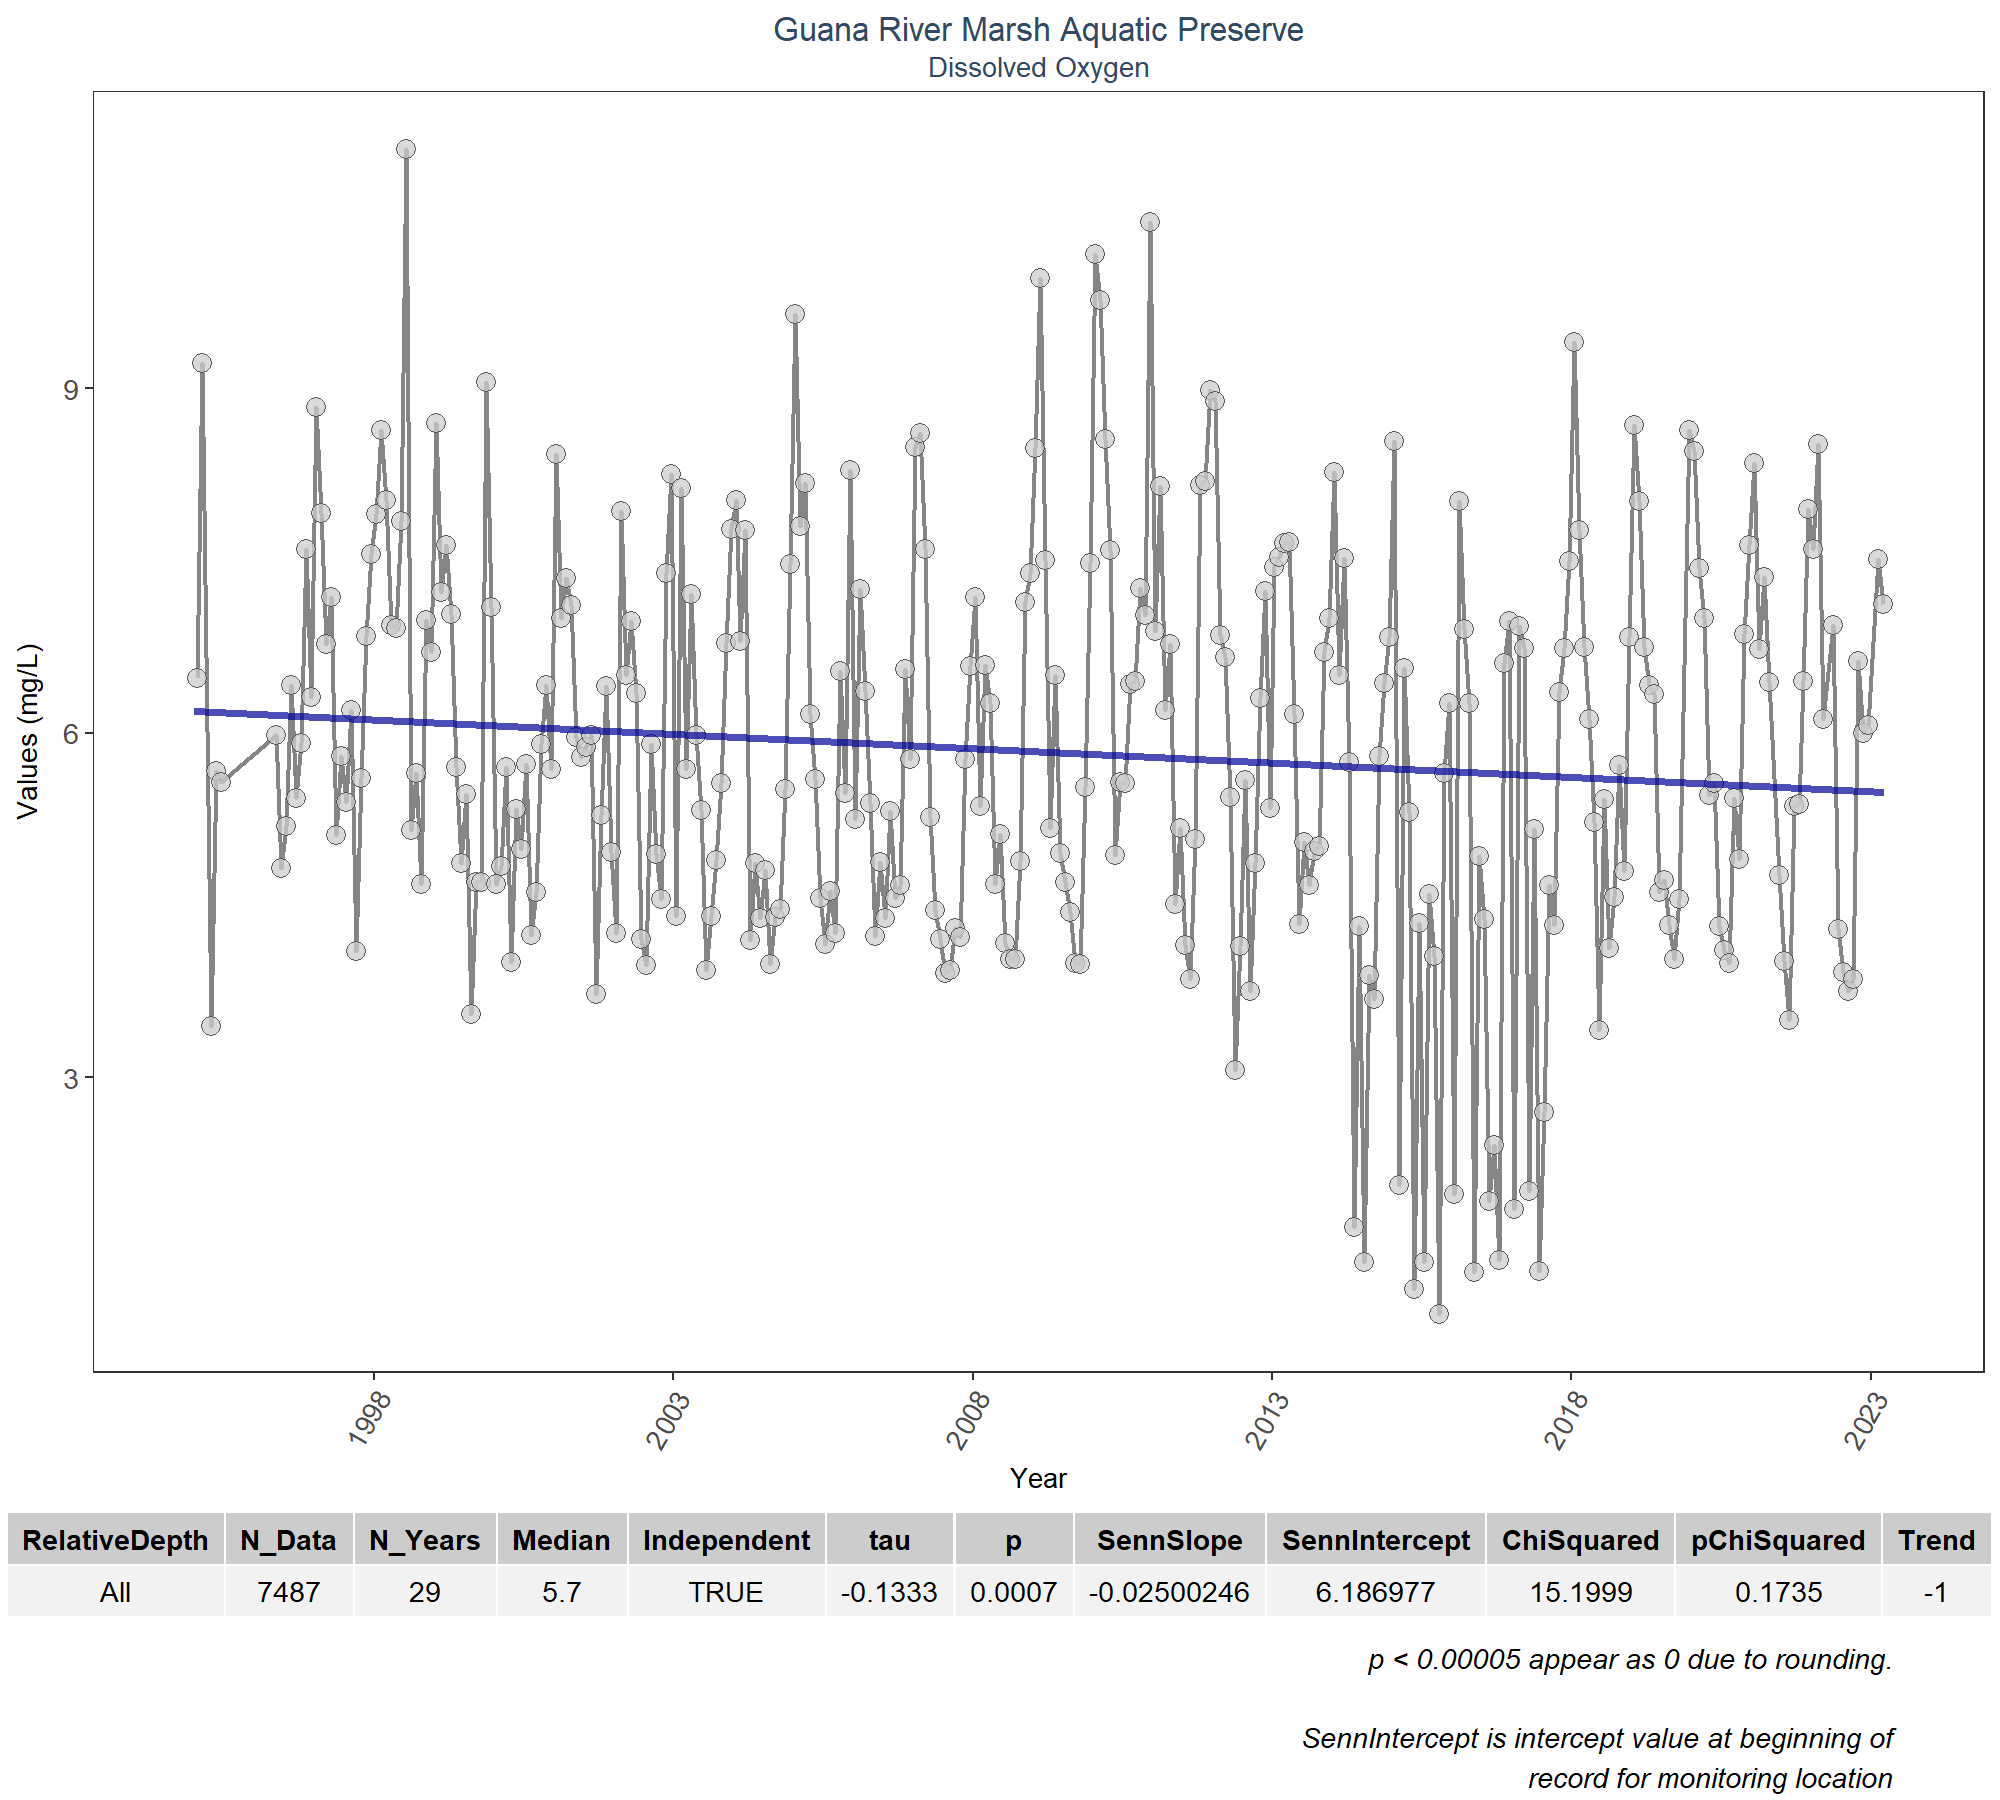 Guana River Marsh Aquatic Preserve
Dissolved Oxygen
Values (mg/L)
9
6
3
1998 2003 2008 2013 2018 2023
Year
RelativeDepth N_Data N_Years Median Independent tau p SennSlope SennIntercept ChiSquared pChiSquared Trend
All 7487 29 5.7 TRUE -0.1333 0.0007 -0.02500246 6.186977 15.1999 0.1735 -1
p < 0.00005 appear as 0 due to rounding.
SennIntercept is intercept value at beginning of
record for monitoring location